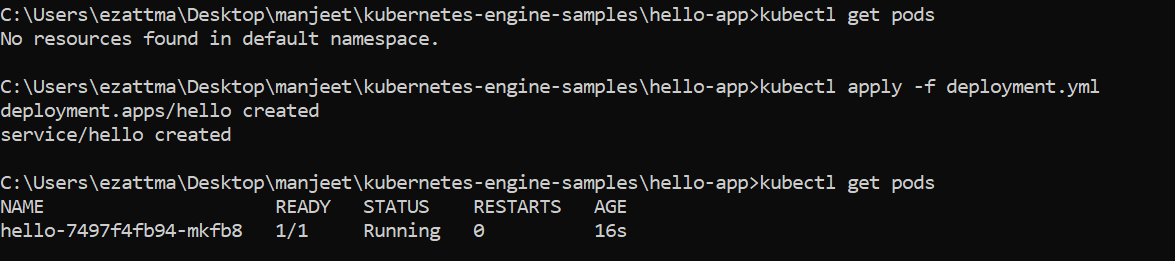 C:\Users\ezattma\Desktop\manjeet\kubernetes-engine-samples\hello-app>kubectl get pods
No resources found in default namespace.
C:\Users\ezattma\Desktop\manjeet\kubernetes-engine-samples\hello-app>kubectl apply -f deployment.yml
deployment.apps/hello created
service/hello created
C:\Users\ezattma\Desktop\manjeet\kubernetes-engine-samples\hello-app>kubectl get pods
NAME                     READY   STATUS    RESTARTS   AGE
hello-7497f4fb94-mkfb8   1/1     Running   0          16s